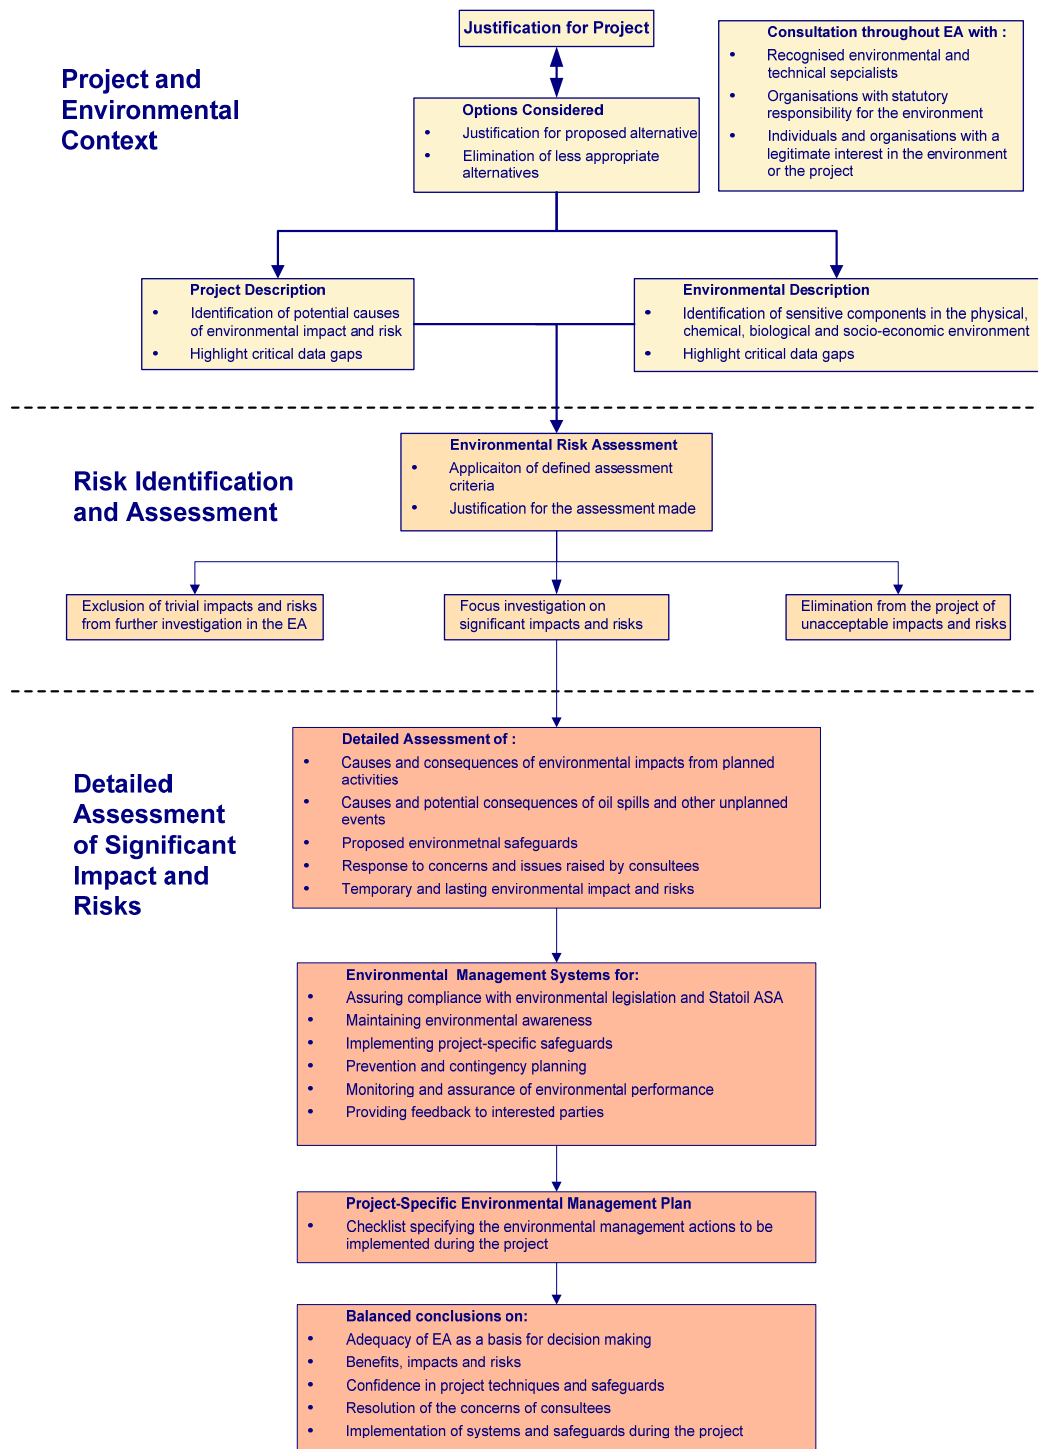 Justification for Project
Consultation throughout EA with :
• Recognised environmental and
technical sepcialists
• Organisations with statutory
responsibility for the environment
• Individuals and organisations with a
legitimate interest in the environment
or the project
Project and
Environmental
Context
Options Considered
• Justification for proposed alternative
• Elimination of less appropriate
alternatives
Project Description
• Identification of potential causes
of environmental impact and risk
• Highlight critical data gaps
Environmental Description
• Identification of sensitive components in the physical,
chemical, biological and socio-economic environment
• Highlight critical data gaps
Risk Identification
and Assessment
Environmental Risk Assessment
• Applicaiton of defined assessment
criteria
• Justification for the assessment made
Exclusion of trivial impacts and risks
from further investigation in the EA
Focus investigation on
significant impacts and risks
Elimination from the project of
unacceptable impacts and risks
Detailed
Assessment
of Significant
Impact and
Risks
Detailed Assessment of :
• Causes and consequences of environmental impacts from planned
activities
• Causes and potential consequences of oil spills and other unplanned
events
• Proposed environmetnal safeguards
• Response to concerns and issues raised by consultees
• Temporary and lasting environmental impact and risks
Environmental Management Systems for:
• Assuring compliance with environmental legislation and Statoil ASA
• Maintaining environmental awareness
• Implementing project-specific safeguards
• Prevention and contingency planning
• Monitoring and assurance of environmental performance
• Providing feedback to interested parties
Project-Specific Environmental Management Plan
• Checklist specifying the environmental management actions to be
implemented during the project
Balanced conclusions on:
• Adequacy of EA as a basis for decision making
• Benefits, impacts and risks
• Confidence in project techniques and safeguards
• Resolution of the concerns of consultees
• Implementation of systems and safeguards during the project